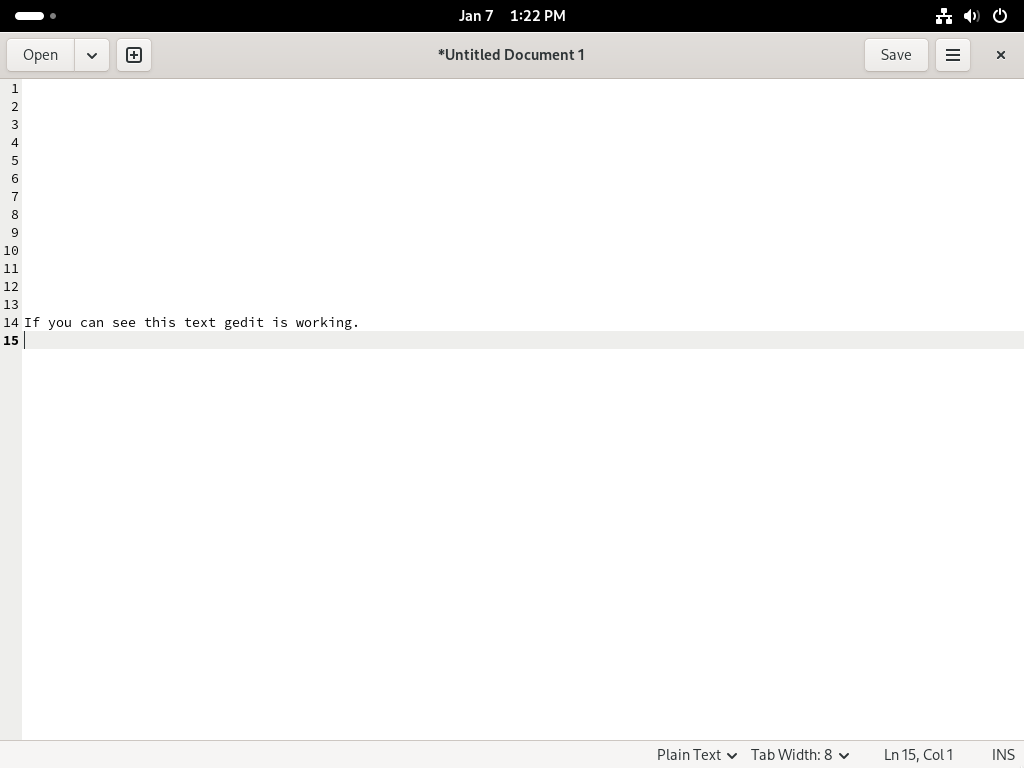 Jan 7 1:22 PM
Open
*Untitled Document 1
Save
1
2
3
4
5
6
7
8
9
10
11
12
13
14 If you can see this text gedit is working.
15
Plain Text Tab Width: 8 Ln 15, Col 1 INS